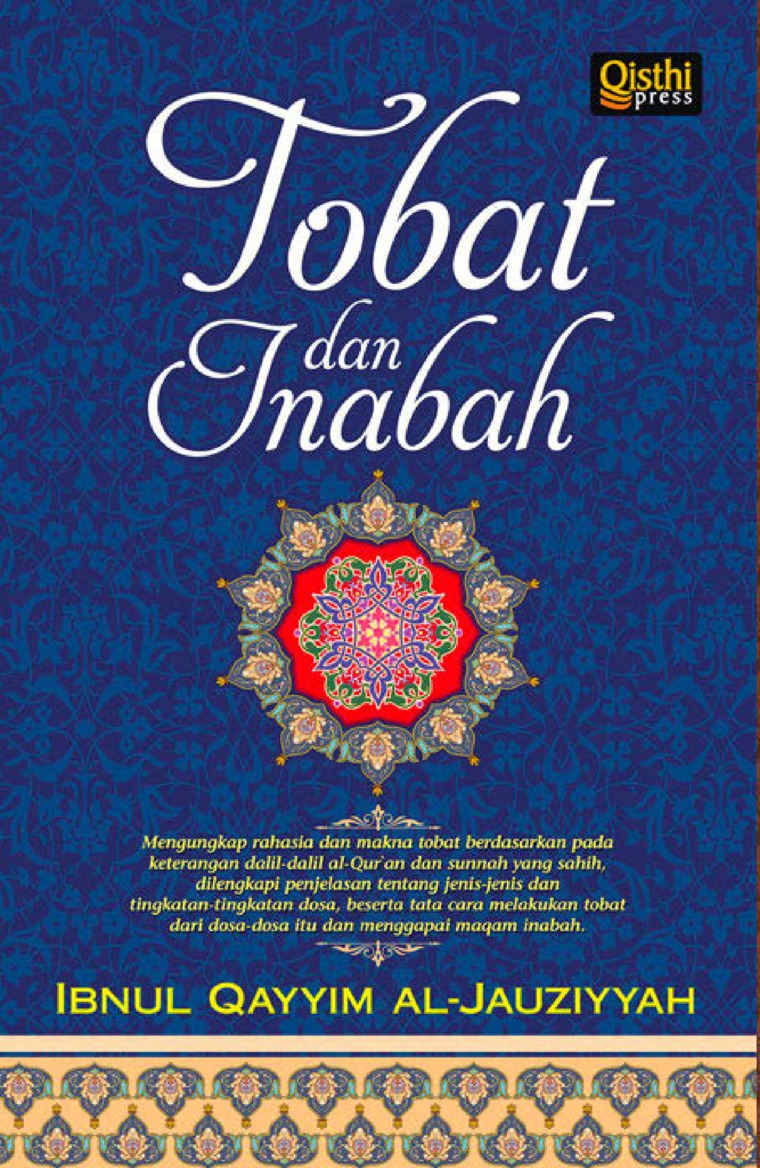 Qisthi
press
Tobat
dan
Inabah
Mengungkap rahasia dan makna tobat berdasarkan pada
keterangan dalil-dalil al-Qur`an dan sunnah yang sahih,
dilengkapi penjelasan tentang jenis-jenis dan
tingkatan-tingkatan dosa, beserta tata cara melakukan tobat
dari dosa-dosa itu dan menggapai maqam inabah.
IBNUL QAYYIM AL-JAUZIYYAH